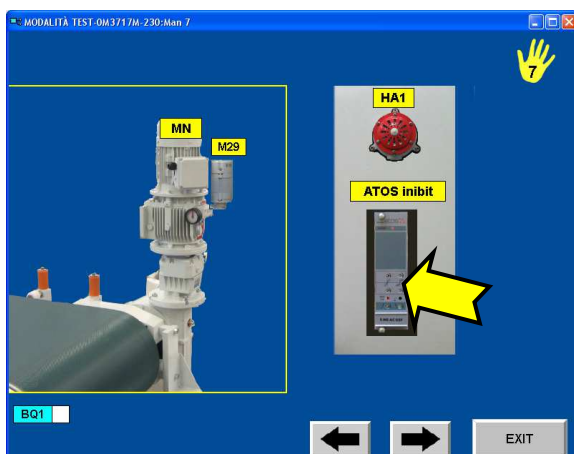 MODALITÀ TEST-0M3717M-230:Man 7
7
HA1
MN
M29
ATOS inibit
BQ1
EXIT